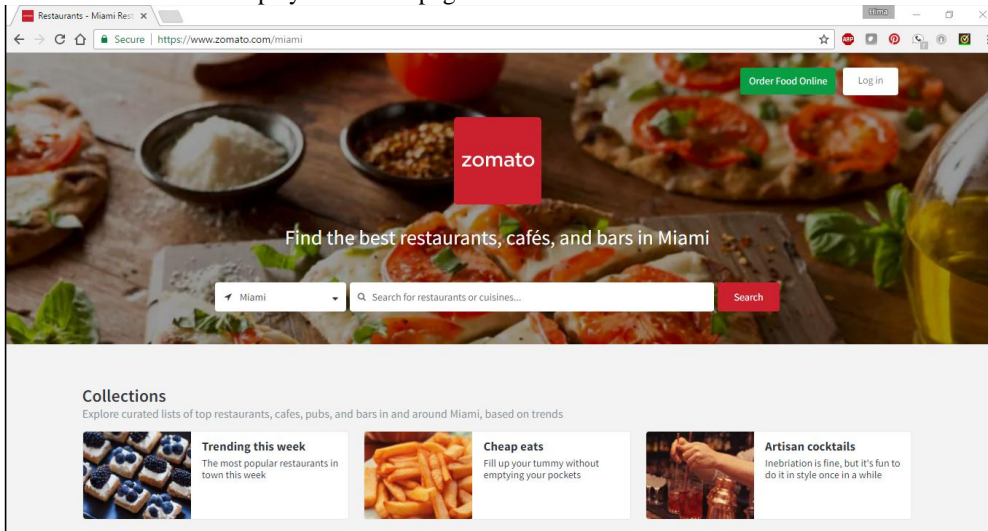 Restaurants - Miami Rest
Hima
Secure | https://www.zomato.com/miami
ABP
Order Food Online
Log in
zomato
Find the best restaurants, cafés, and bars in Miami
Miami
Search for restaurants or cuisines...
Search
Collections
Explore curated lists of top restaurants, cafes, pubs, and bars in and around Miami, based on trends
Trending this week
The most popular restaurants in
town this week
Cheap eats
Fill up your tummy without
emptying your pockets
Artisan cocktails
Inebriation is fine, but it's fun to
do it in style once in a while